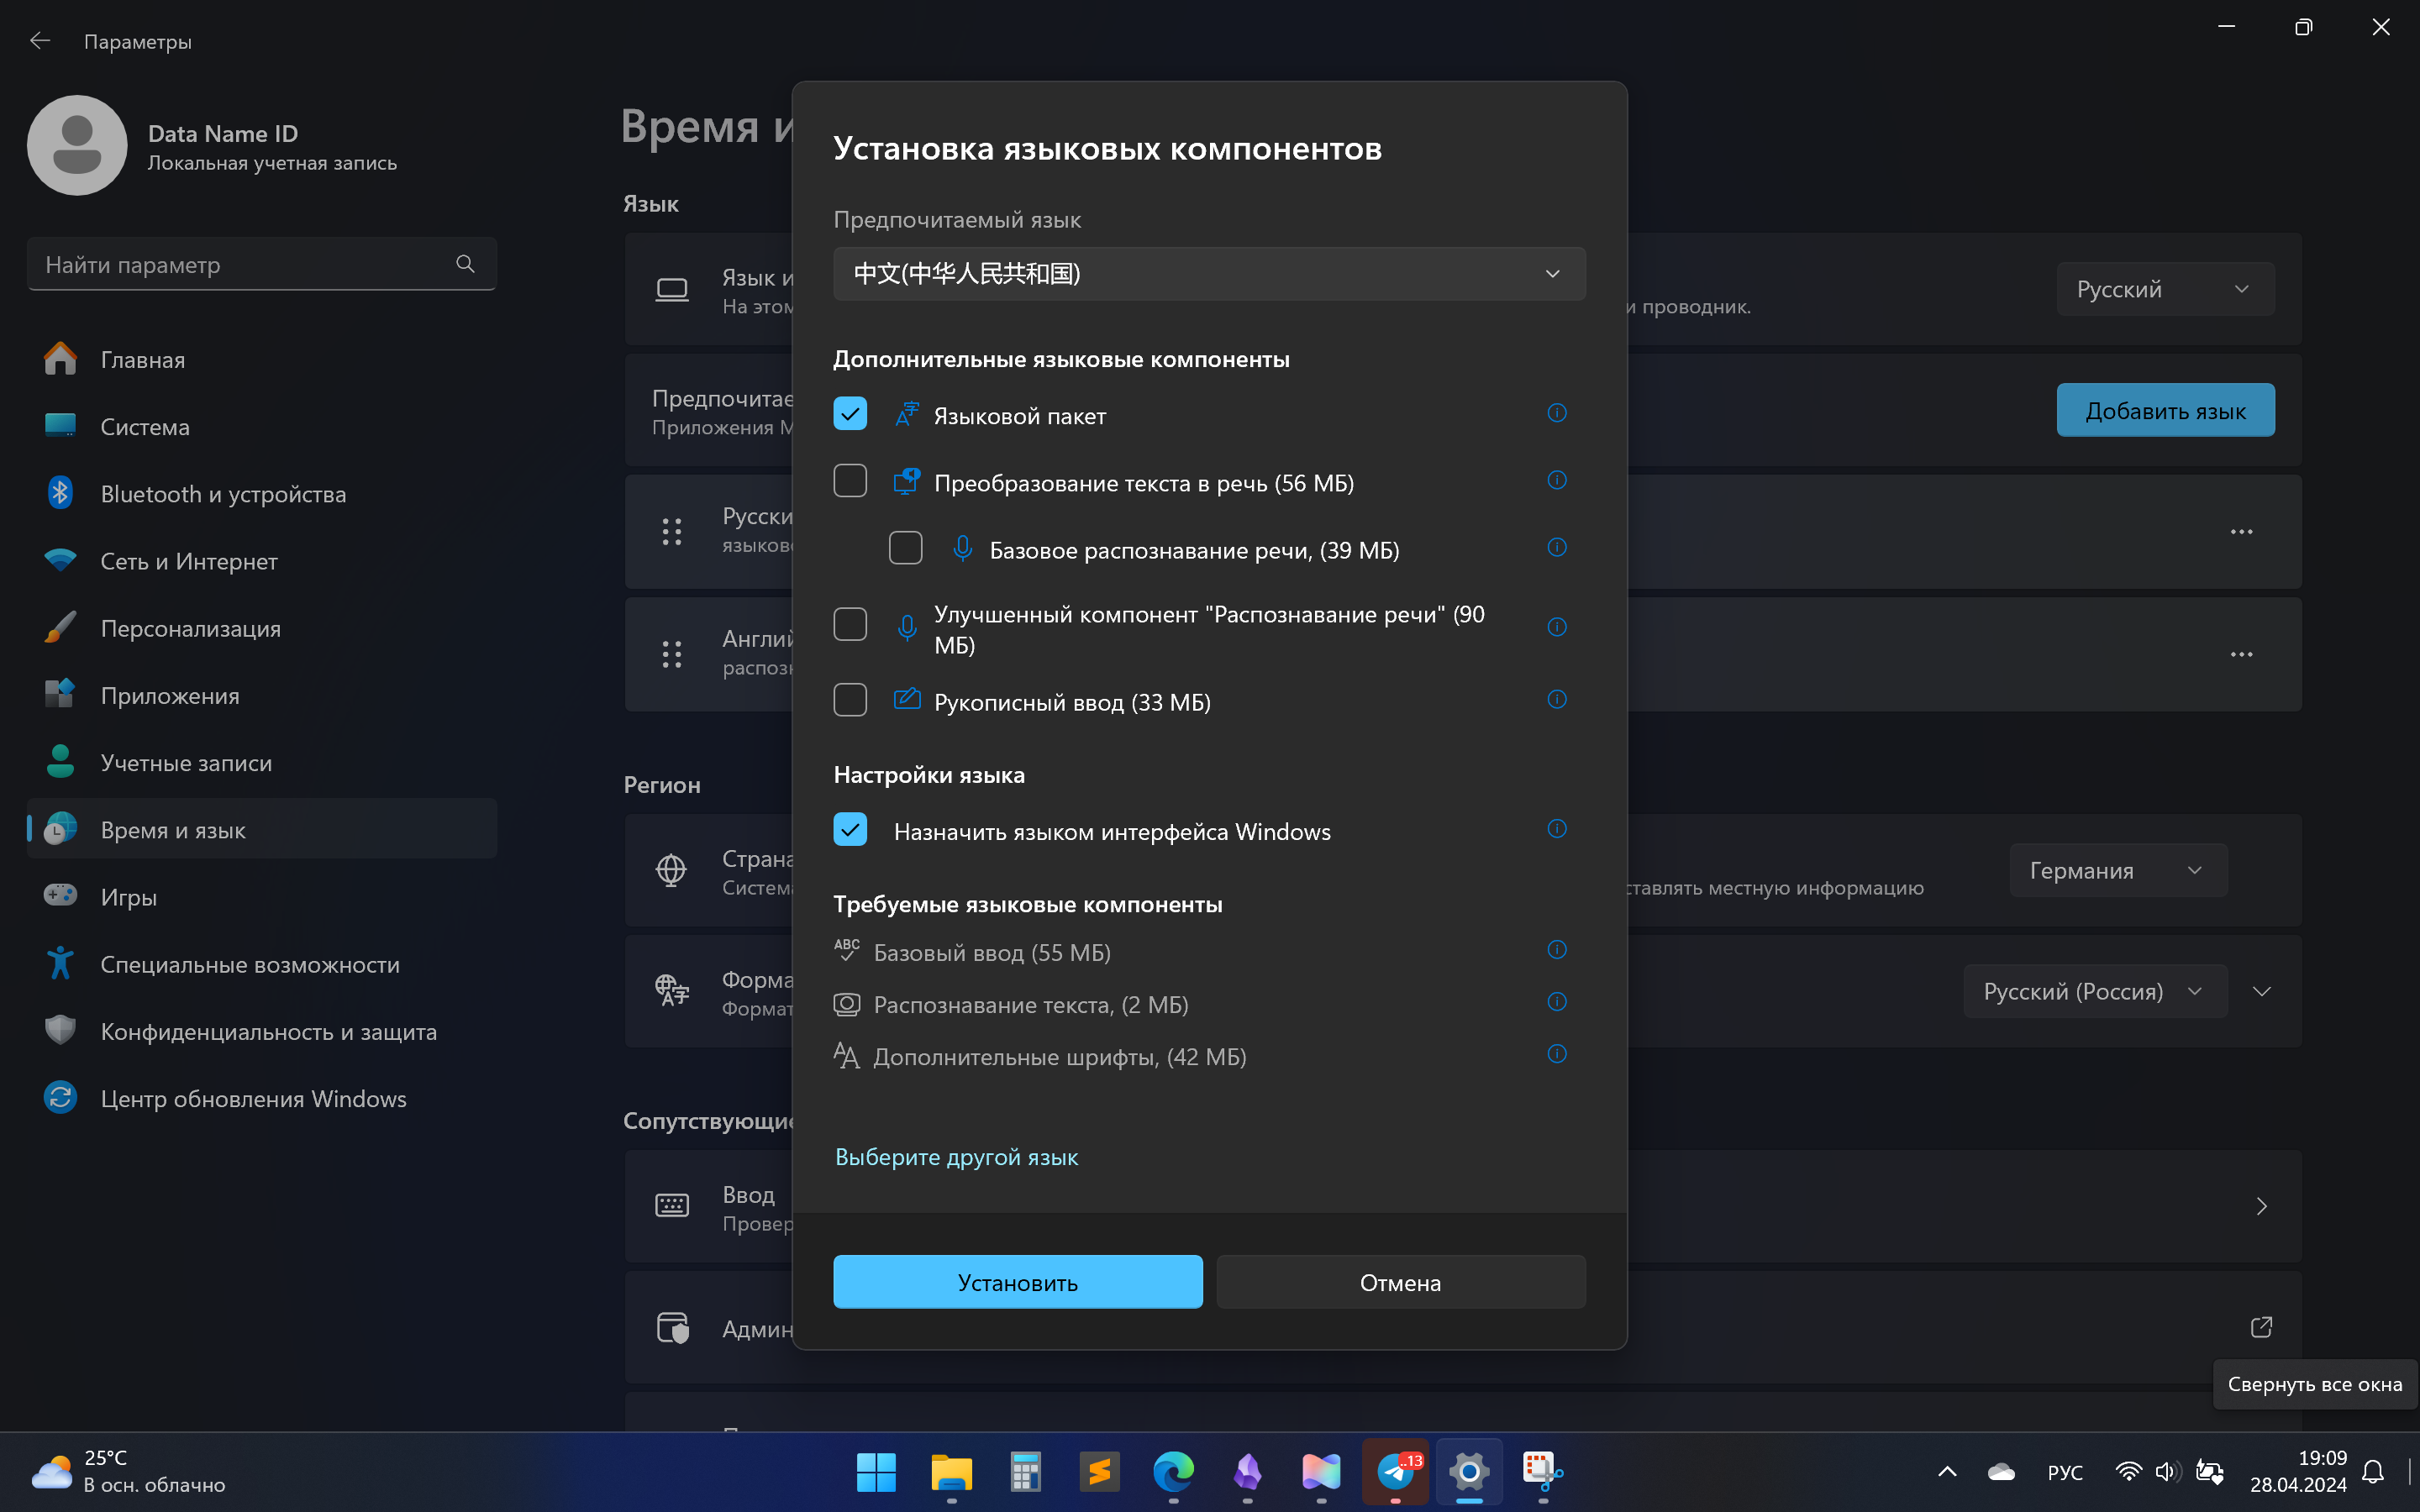 Параметры
Data Name ID
Локальная учетная запись
Найти параметр
Главная
Система
Bluetooth и устройства
Сеть и Интернет
Персонализация
Приложения
Учетные записи
Время и язык
Игры
Специальные возможности
Конфиденциальность и защита
Центр обновления Windows
Время и
Язык
Язык и
На этом
и проводник.
Русский
Предпочитае
Приложения М
Добавить язык
Русски
языков
Англий
распоз
Регион
Страна
Систем
ставлять местную информацию
Германия
Форма
Формат
Русский (Россия)
Сопутствующие
Ввод
Провер
Админ
Установка языковых компонентов
Предпочитаемый язык
中文(中华人民共和国)
Дополнительные языковые компоненты
Языковой пакет
Преобразование текста в речь (56 МБ)
Базовое распознавание речи, (39 МБ)
Улучшенный компонент "Распознавание речи" (90
МБ)
Рукописный ввод (33 МБ)
Настройки языка
Назначить языком интерфейса Windows
Требуемые языковые компоненты
ABC
Базовый ввод (55 МБ)
Распознавание текста, (2 МБ)
Дополнительные шрифты, (42 МБ)
Выберите другой язык
Установить
Отмена
Свернуть все окна
25°C
В осн. облачно
..13
РУС
19:09
28.04.2024